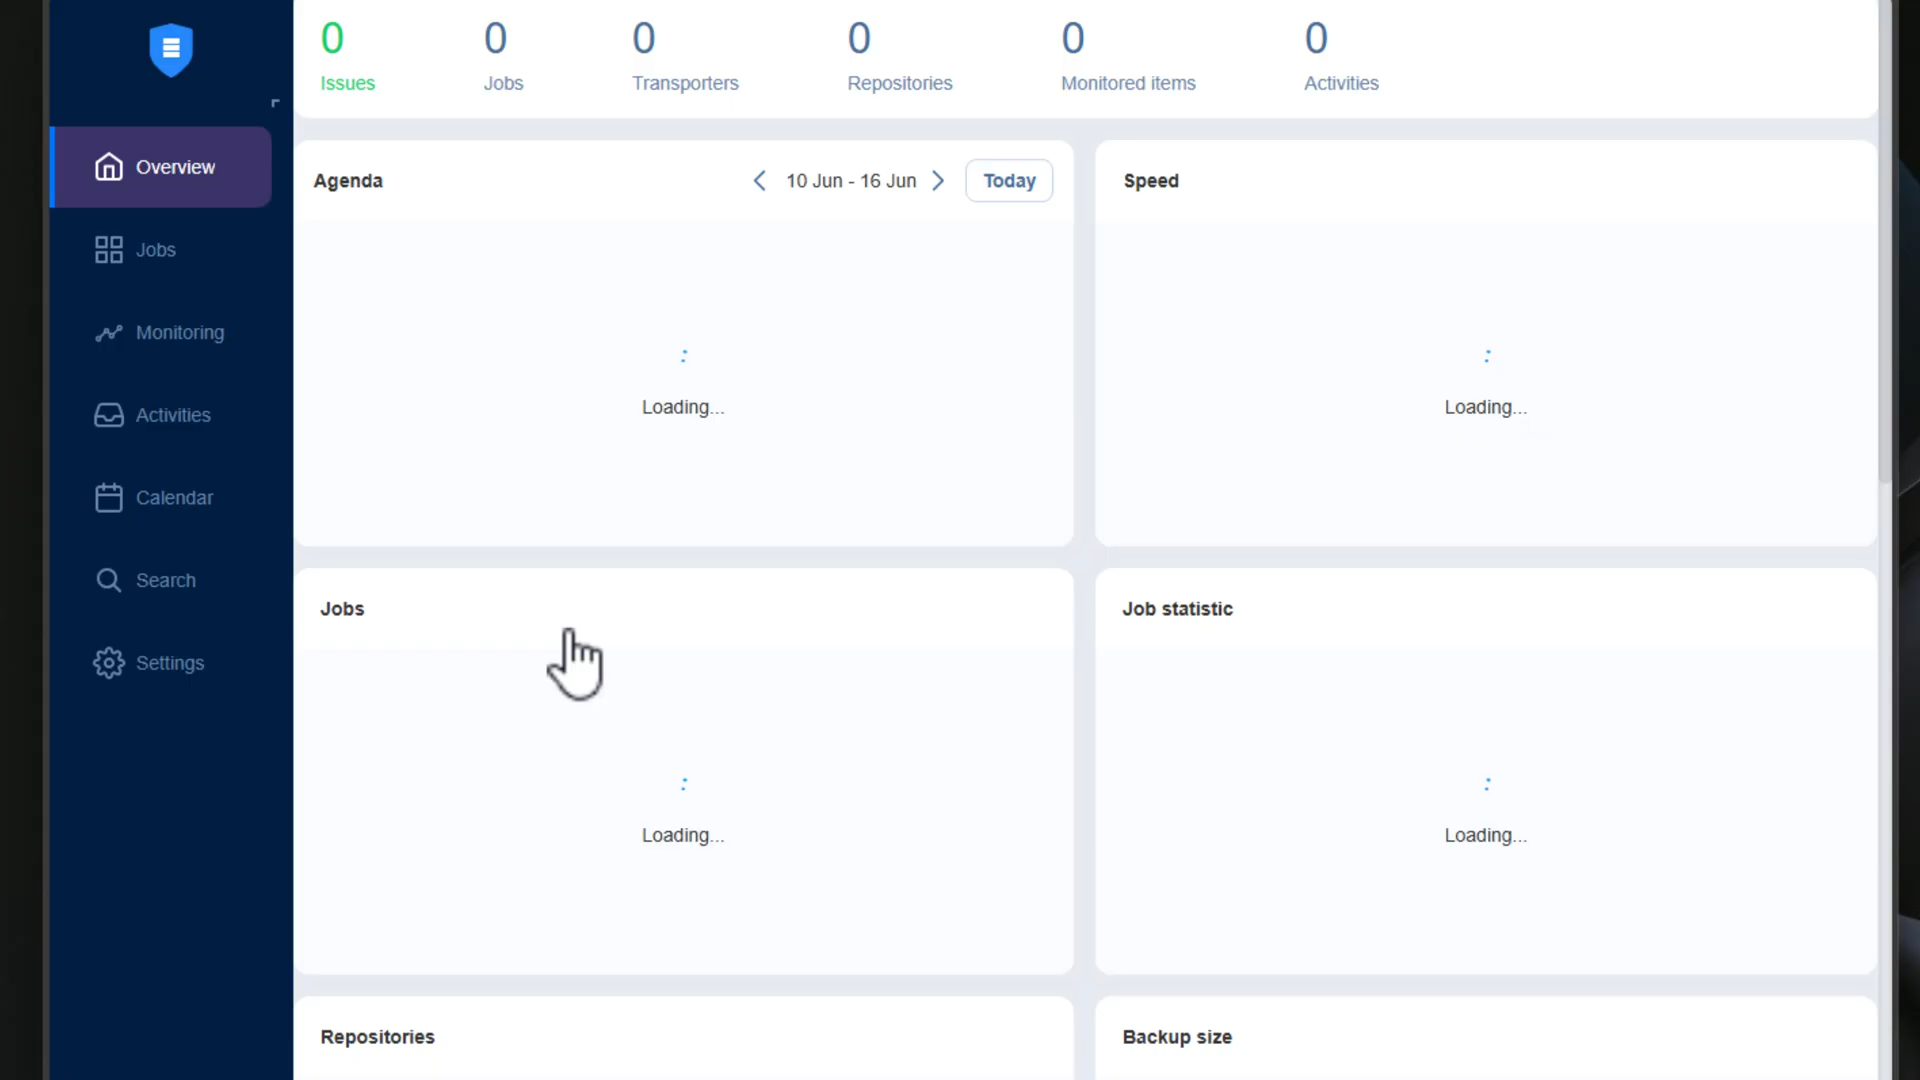 0 0 0 0 0 0
Issues Jobs Transporters Repositories Monitored items Activities
Overview
Jobs
Monitoring
Activities
Calendar
Search
Settings
Agenda 10 Jun - 16 Jun Today
Loading...
Speed
Loading...
Jobs
Loading...
Job statistic
Loading...
Repositories
Backup size